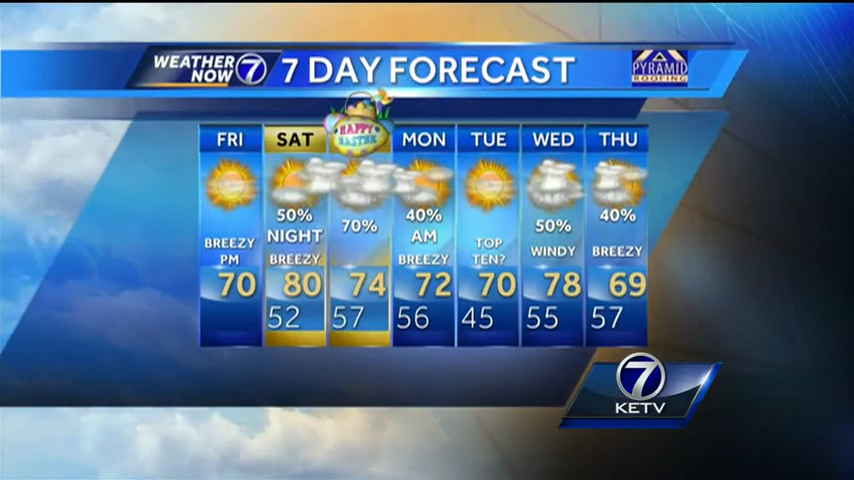 WEATHER NOW 7
7 DAY FORECAST
PYRAMID
ROOFING
FRI SAT HAPPY EASTER MON TUE WED THU
50% 70% 40% 50% 40%
BREEZY PM NIGHT BREEZY AM BREEZY TOP TEN? WINDY BREEZY
70 80 74 72 70 78 69
52 57 56 45 55 57
7
KETV